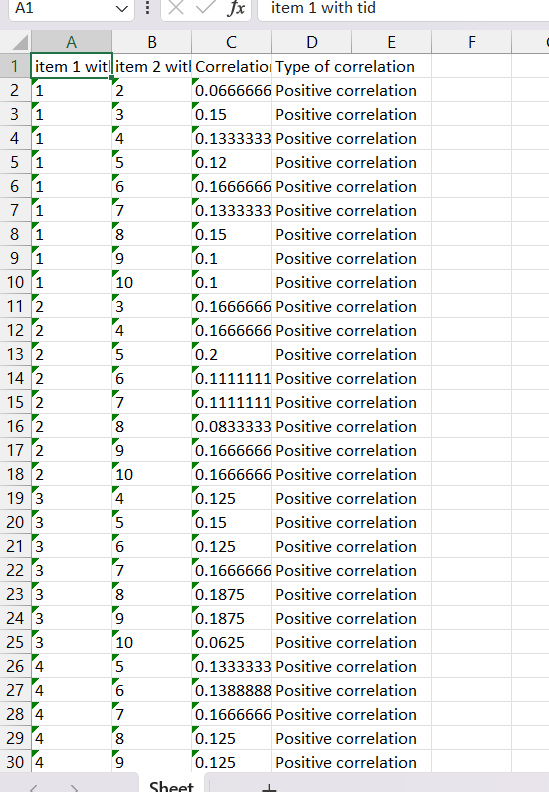 A1 fx item 1 with tid
A B C D E F
1 item 1 wit item 2 wit Correlatio Type of correlation
2 1 2 0.0666666 Positive correlation
3 1 3 0.15 Positive correlation
4 1 4 0.1333333 Positive correlation
5 1 5 0.12 Positive correlation
6 1 6 0.1666666 Positive correlation
7 1 7 0.1333333 Positive correlation
8 1 8 0.15 Positive correlation
9 1 9 0.1 Positive correlation
10 1 10 0.1 Positive correlation
11 2 3 0.1666666 Positive correlation
12 2 4 0.1666666 Positive correlation
13 2 5 0.2 Positive correlation
14 2 6 0.1111111 Positive correlation
15 2 7 0.1111111 Positive correlation
16 2 8 0.0833333 Positive correlation
17 2 9 0.1666666 Positive correlation
18 2 10 0.1666666 Positive correlation
19 3 4 0.125 Positive correlation
20 3 5 0.15 Positive correlation
21 3 6 0.125 Positive correlation
22 3 7 0.1666666 Positive correlation
23 3 8 0.1875 Positive correlation
24 3 9 0.1875 Positive correlation
25 3 10 0.0625 Positive correlation
26 4 5 0.1333333 Positive correlation
27 4 6 0.1388888 Positive correlation
28 4 7 0.1666666 Positive correlation
29 4 8 0.125 Positive correlation
30 4 9 0.125 Positive correlation
Sheet